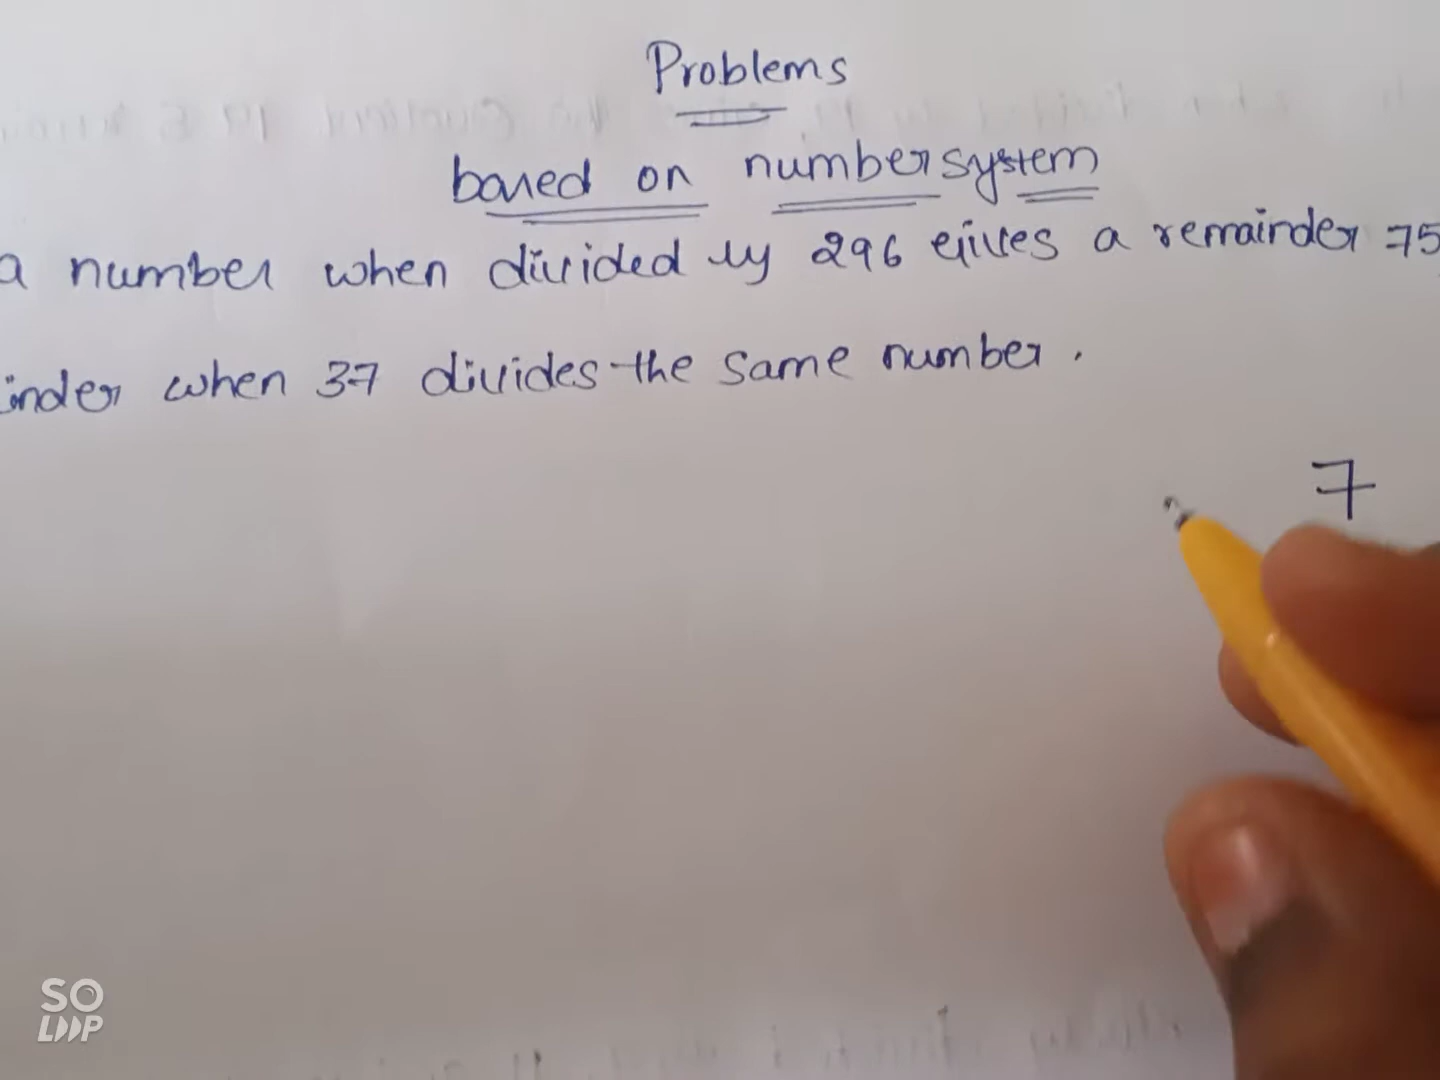 Problems
based on number system
a number when divided by 296 gives a remainder 75
inder when 37 divides the same number.
7
SO
LOOP